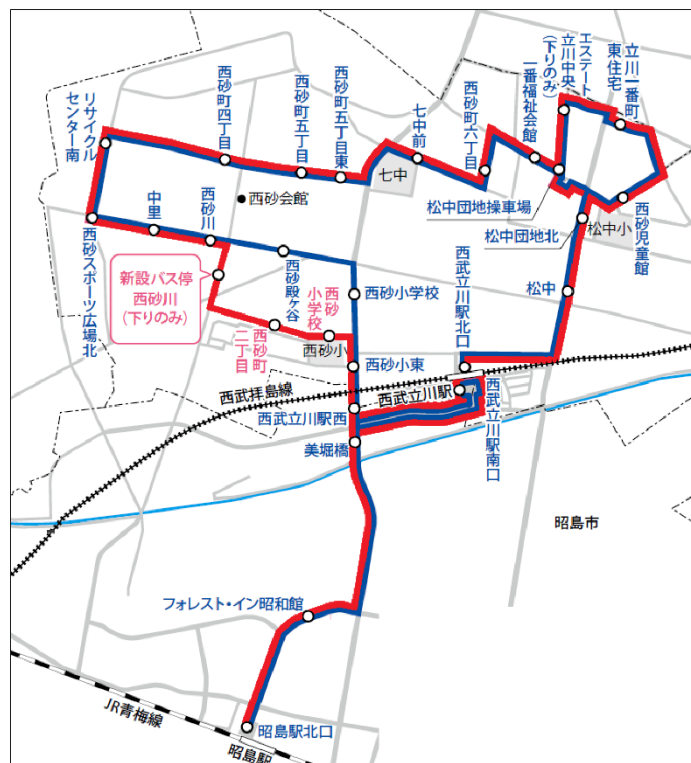 リサイクル
センター南
西砂町四丁目
西砂町五丁目
西砂町五丁目東
七中前
西砂町六丁目
一番福祉会館
エステート
立川中央
(下りのみ)
立川一番町
東住宅
七中
西砂会館
中里
西砂川
松中団地操車場
松中団地北
松中小
西砂児童館
西砂スポーツ広場北
新設バス停
西砂川
(下りのみ)
西砂殿ヶ谷
西砂小学校
西武立川駅北口
松中
西砂
小学校
西砂町
二丁目
西砂小
西砂小東
西武拝島線
西武立川駅
西武立川駅西
西武立川駅南口
美堀橋
昭島市
フォレスト・イン昭和館
JR青梅線
昭島駅北口
昭島駅